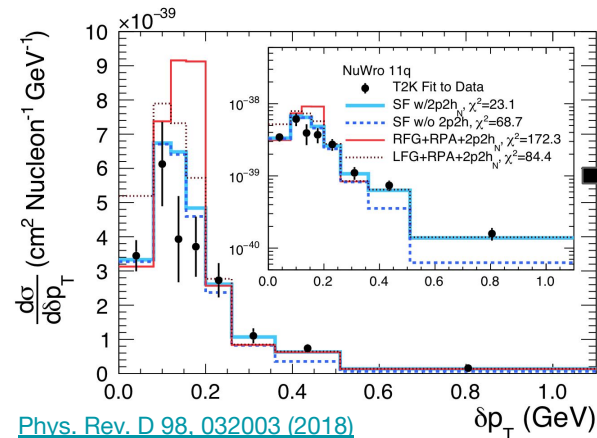 ×10⁻³⁹
10
9
8
7
6
5
4
3
2
1
0
dσ/dδp_T (cm² Nucleon⁻¹ GeV⁻¹)
NuWro 11q
T2K Fit to Data
SF w/2p2h_N, χ²=23.1
SF w/o 2p2h, χ²=68.7
RFG+RPA+2p2h_N, χ²=172.3
LFG+RPA+2p2h_N, χ²=84.4
10⁻³⁸
10⁻³⁹
10⁻⁴⁰
0.0 0.2 0.4 0.6 0.8 1.0
0.0 0.2 0.4 0.6 0.8 1.0
δp_T (GeV)
Phys. Rev. D 98, 032003 (2018)